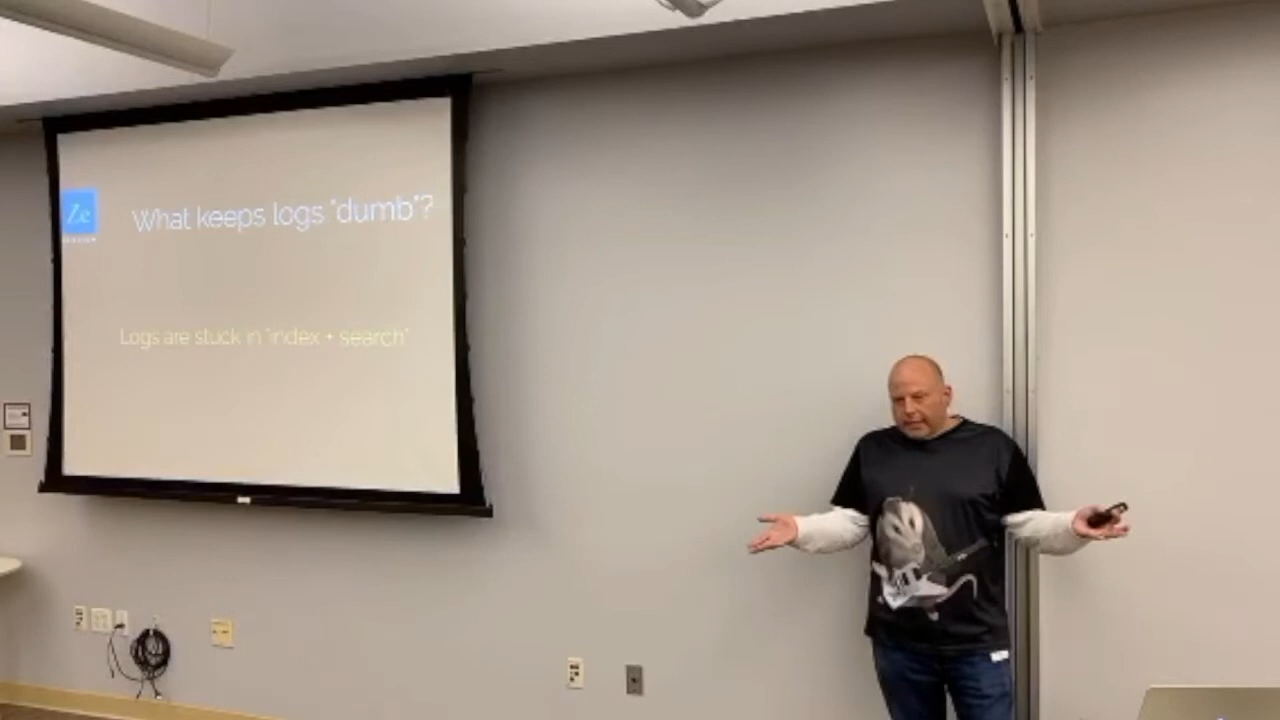 Ze
What keeps logs "dumb"?
Logs are stuck in "index + search"